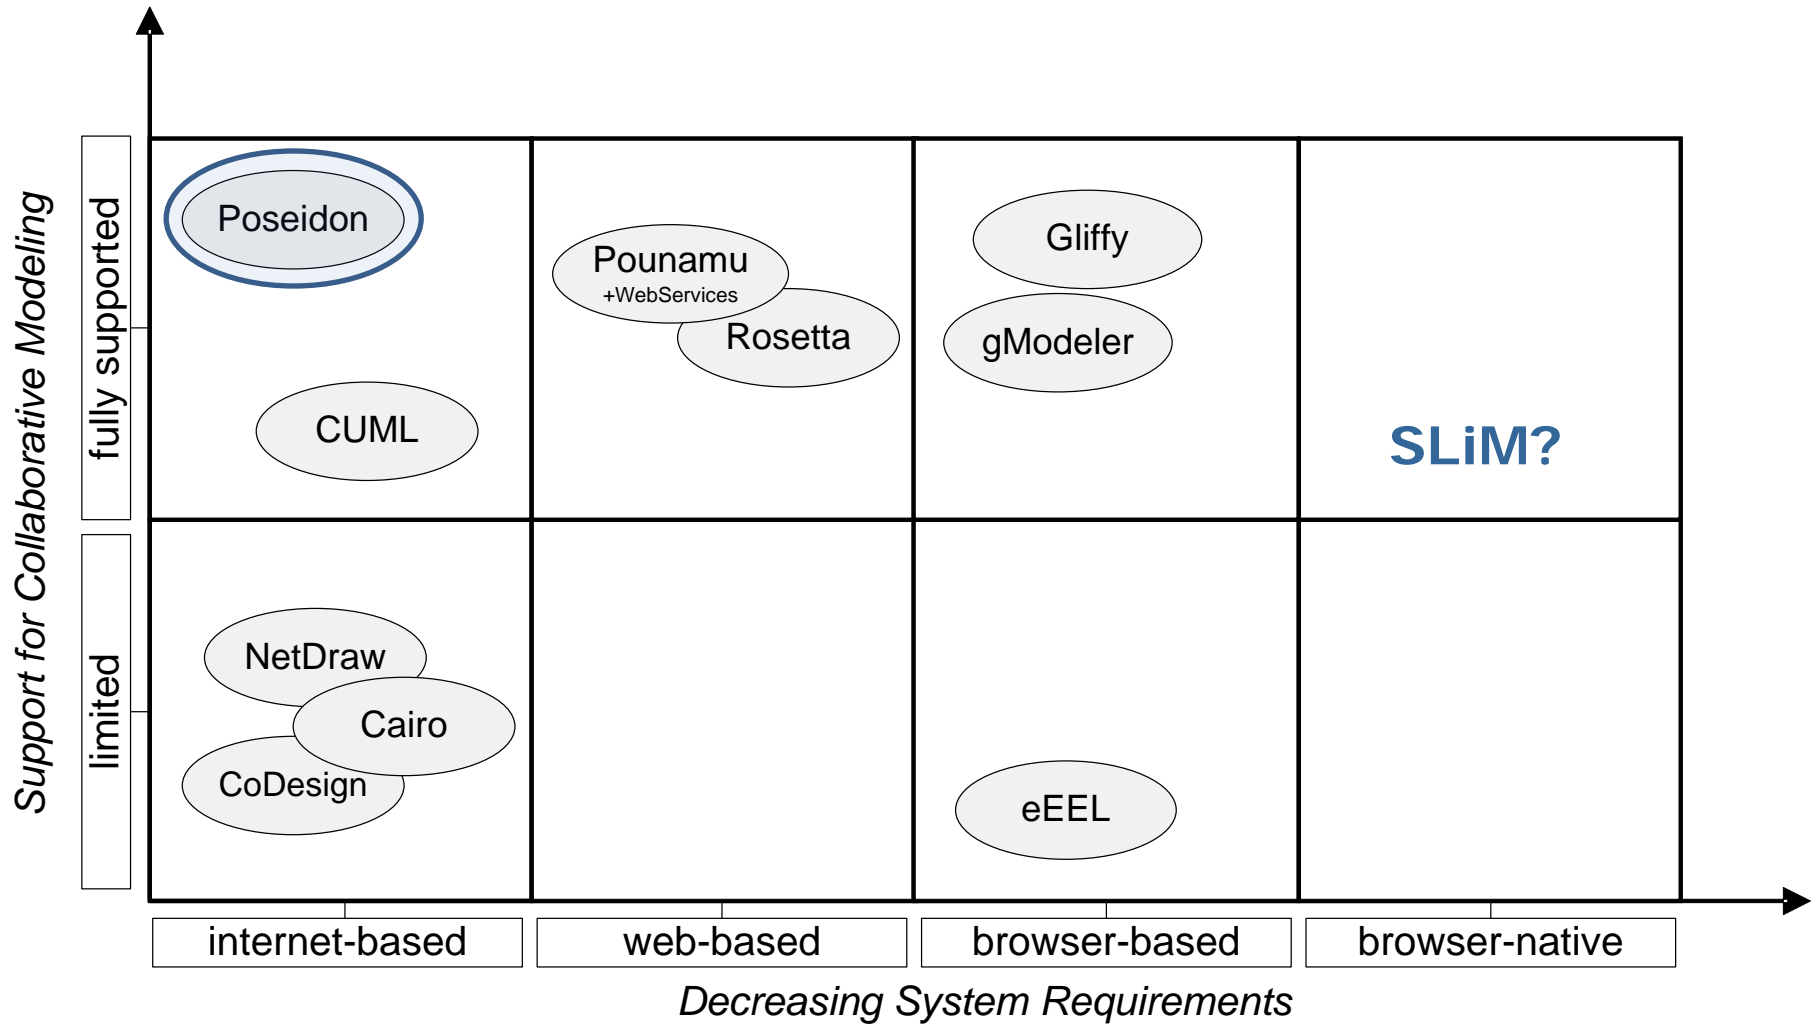 Support for Collaborative Modeling
fully supported
limited
Poseidon
CUML
Pounamu
+WebServices
Rosetta
Gliffy
gModeler
SLiM?
NetDraw
Cairo
CoDesign
eEEL
internet-based
web-based
browser-based
browser-native
Decreasing System Requirements